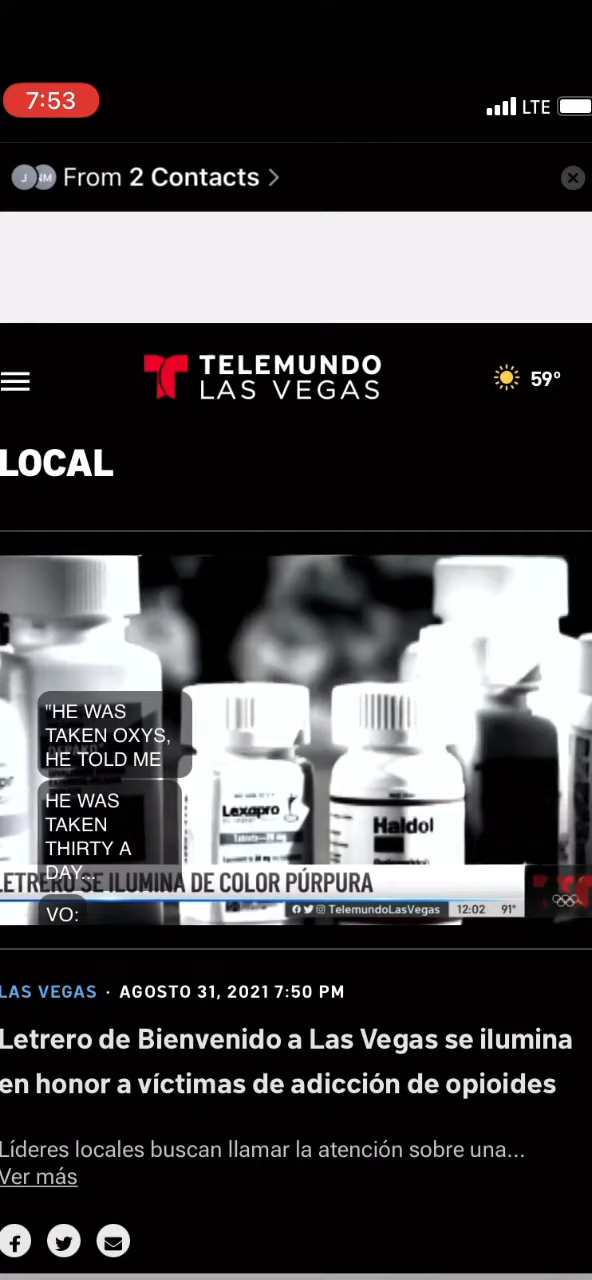 7:53
LTE
J NM From 2 Contacts
TELEMUNDO
LAS VEGAS
59°
LOCAL
"HE WAS
TAKEN OXYS,
HE TOLD ME
HE WAS
TAKEN
THIRTY A
DAY...
VO:
Lexapro
Haldol
LETRERO SE ILUMINA DE COLOR PÚRPURA
TelemundoLasVegas 12:02 91°
LAS VEGAS · AGOSTO 31, 2021 7:50 PM
Letrero de Bienvenido a Las Vegas se ilumina
en honor a víctimas de adicción de opioides
Líderes locales buscan llamar la atención sobre una...
Ver más